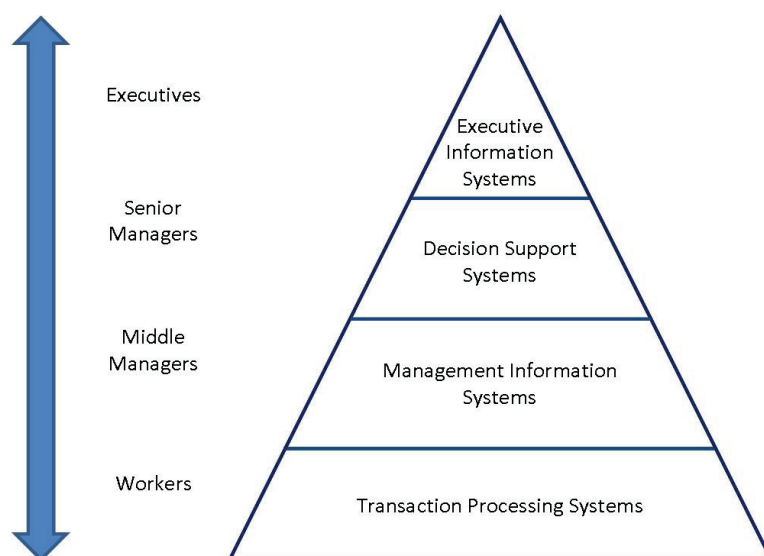 Executives
Executive
Information
Systems
Senior
Managers
Decision Support
Systems
Middle
Managers
Management Information
Systems
Workers
Transaction Processing Systems